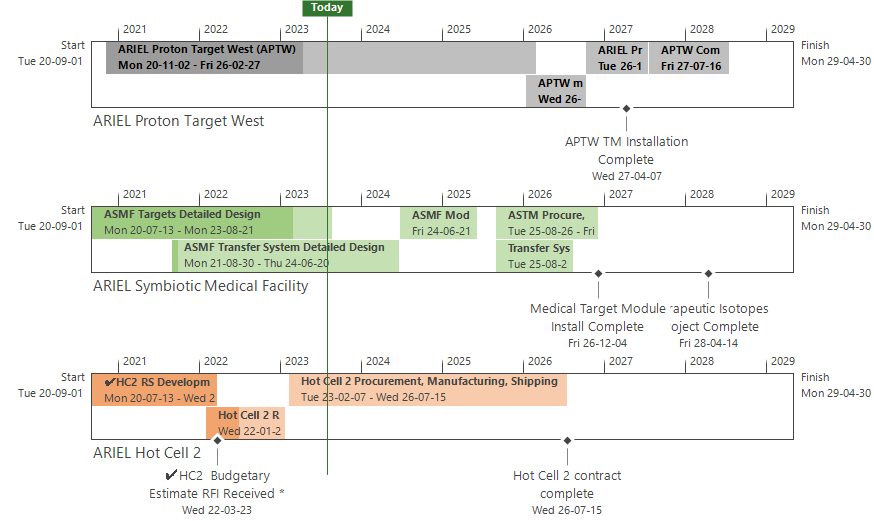 Today
2021 2022 2023 2024 2025 2026 2027 2028 2029
Start
Tue 20-09-01
ARIEL Proton Target West (APTW)
Mon 20-11-02 - Fri 26-02-27
ARIEL Pr
Tue 26-1
APTW Com
Fri 27-07-16
Finish
Mon 29-04-30
APTW m
Wed 26-
ARIEL Proton Target West
APTW TM Installation
Complete
Wed 27-04-07
2021 2022 2023 2024 2025 2026 2027 2028 2029
Start
Tue 20-09-01
ASMF Targets Detailed Design
Mon 20-07-13 - Mon 23-08-21
ASMF Mod
Fri 24-06-21
ASTM Procure,
Tue 25-08-26 - Fri
Finish
Mon 29-04-30
ASMF Transfer System Detailed Design
Mon 21-08-30 - Thu 24-06-20
Transfer Sys
Tue 25-08-2
ARIEL Symbiotic Medical Facility
Medical Target Module
Install Complete
Fri 26-12-04
rapeutic Isotopes
oject Complete
Fri 28-04-14
2021 2022 2023 2024 2025 2026 2027 2028 2029
Start
Tue 20-09-01
✔HC2 RS Developm
Mon 20-07-13 - Wed 2
Hot Cell 2 Procurement, Manufacturing, Shipping
Tue 23-02-07 - Wed 26-07-15
Finish
Mon 29-04-30
Hot Cell 2 R
Wed 22-01-2
ARIEL Hot Cell 2
✔HC2 Budgetary
Estimate RFI Received *
Wed 22-03-23
Hot Cell 2 contract
complete
Wed 26-07-15